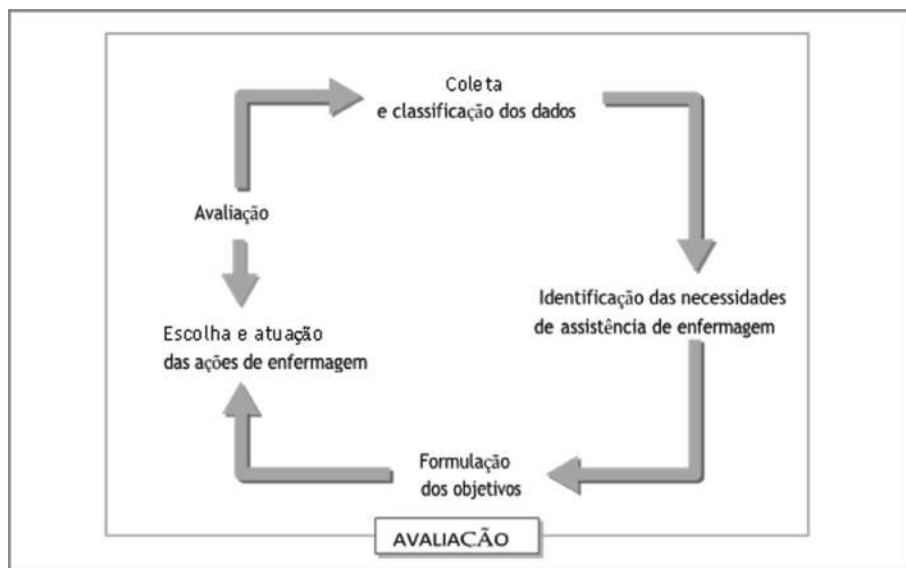 Coleta
e classificação dos dados
Avaliação
Identificação das necessidades
de assistência de enfermagem
Escolha e atuação
das ações de enfermagem
Formulação
dos objetivos
AVALIAÇÃO